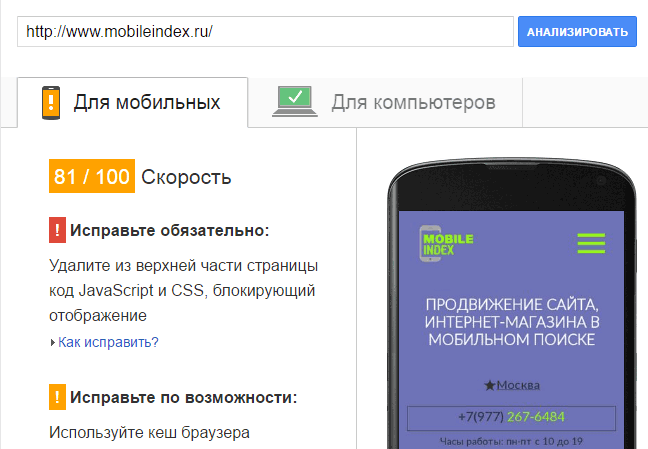 http://www.mobileindex.ru/
АНАЛИЗИРОВАТЬ
Для мобильных
Для компьютеров
81 / 100 Скорость
! Исправьте обязательно:
Удалите из верхней части страницы
код JavaScript и CSS, блокирующий
отображение
Как исправить?
! Исправьте по возможности:
Используйте кеш браузера
MOBILE
INDEX
ПРОДВИЖЕНИЕ САЙТА,
ИНТЕРНЕТ-МАГАЗИНА В
МОБИЛЬНОМ ПОИСКЕ
★Москва
+7(977) 267-6484
Часы работы: пн-пт с 10 до 19